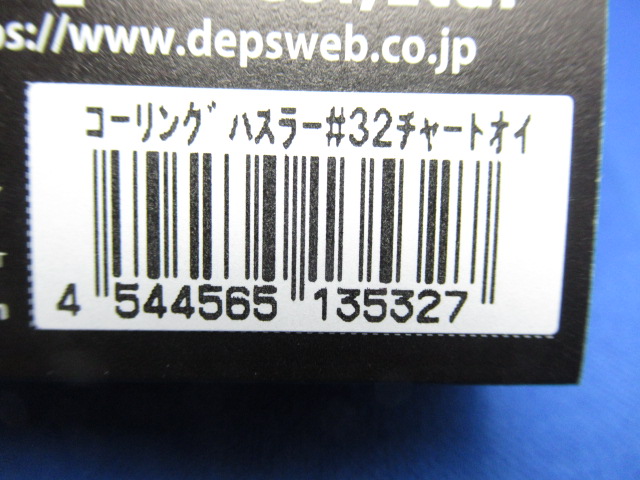 https://www.depsweb.co.jp
コーリングハスラー#32チャートオイ
4 544565 135327